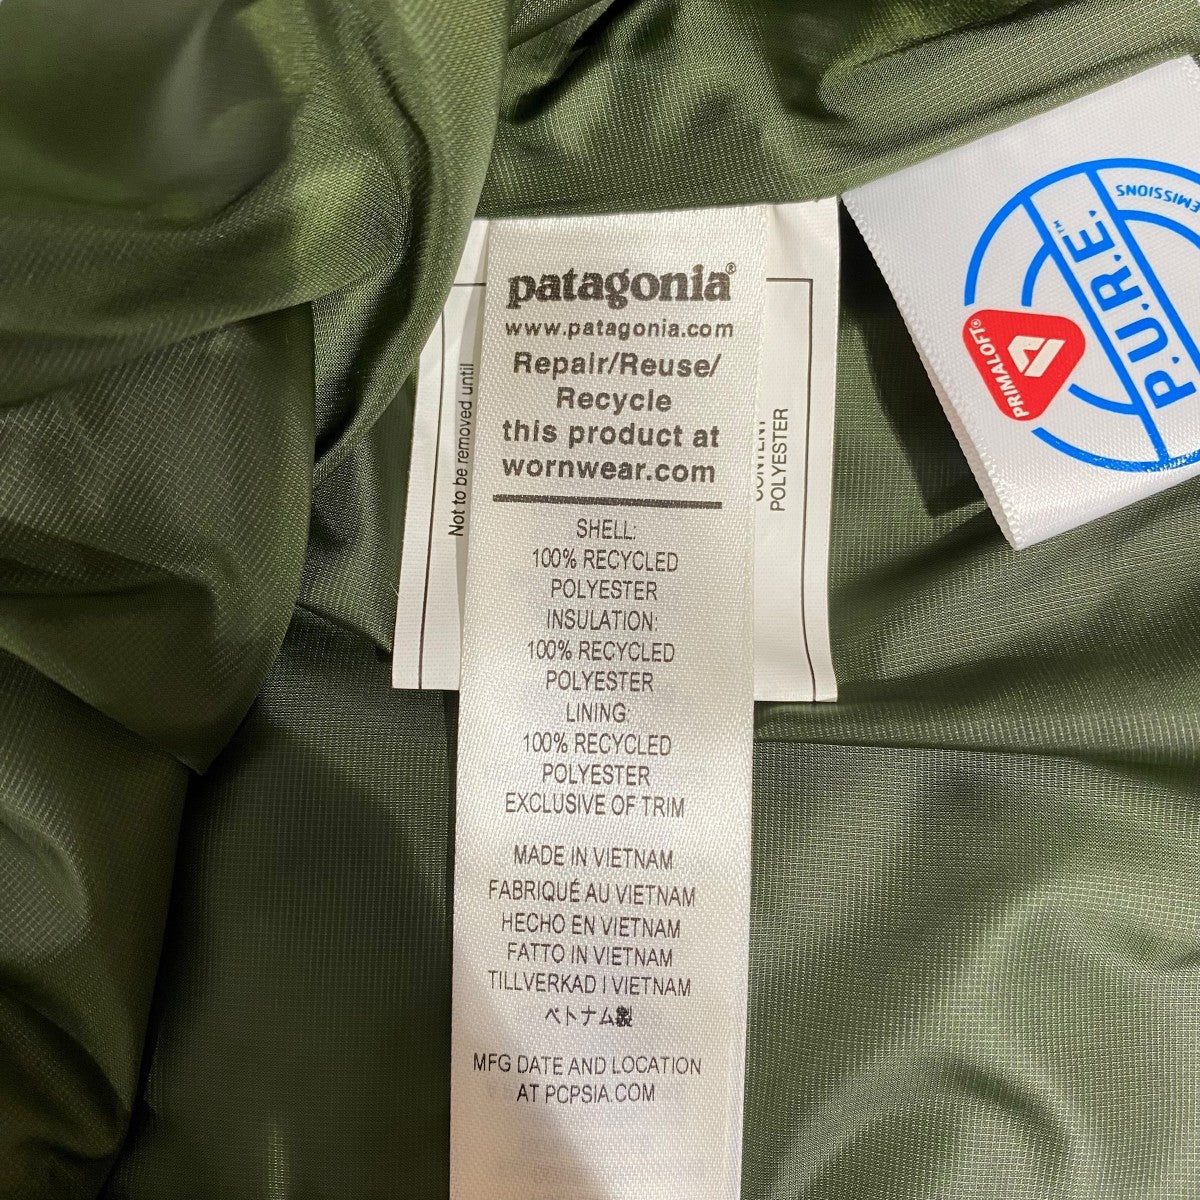 patagonia®
www.patagonia.com
Repair/Reuse/
Recycle
this product at
wornwear.com
SHELL:
100% RECYCLED
POLYESTER
INSULATION:
100% RECYCLED
POLYESTER
LINING:
100% RECYCLED
POLYESTER
EXCLUSIVE OF TRIM
MADE IN VIETNAM
FABRIQUÉ AU VIETNAM
HECHO EN VIETNAM
FATTO IN VIETNAM
TILLVERKAD I VIETNAM
ベトナム製
MFG DATE AND LOCATION
AT PCPSIA.COM
Not to be removed until
CONTENT
POLYESTER
P.U.R.E.™
P.U.R.
EMISSIONS
PRIMALOFT®